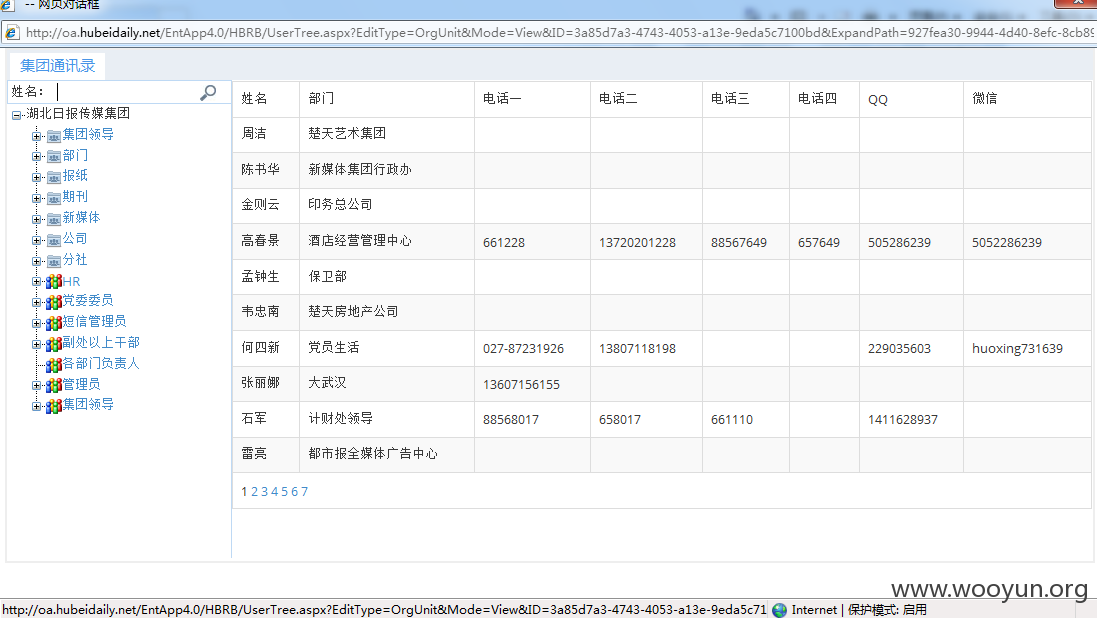 -- 网页对话框
http://oa.hubeidaily.net/EntApp4.0/HBRB/UserTree.aspx?EditType=OrgUnit&Mode=View&ID=3a85d7a3-4743-4053-a13e-9eda5c7100bd&ExpandPath=927fea30-9944-4d40-8efc-8cb89
集团通讯录
姓名：
湖北日报传媒集团
集团领导
部门
报纸
期刊
新媒体
公司
分社
HR
党委委员
短信管理员
副处以上干部
各部门负责人
管理员
集团领导
姓名 部门 电话一 电话二 电话三 电话四 QQ 微信
周洁 楚天艺术集团
陈书华 新媒体集团行政办
金则云 印务总公司
高春景 酒店经营管理中心 661228 13720201228 88567649 657649 505286239 5052286239
孟钟生 保卫部
韦忠南 楚天房地产公司
何四新 党员生活 027-87231926 13807118198 229035603 huoxing731639
张丽娜 大武汉 13607156155
石军 计财处领导 88568017 658017 661110 1411628937
雷亮 都市报全媒体广告中心
1 2 3 4 5 6 7
www.wooyun.org
http://oa.hubeidaily.net/EntApp4.0/HBRB/UserTree.aspx?EditType=OrgUnit&Mode=View&ID=3a85d7a3-4743-4053-a13e-9eda5c71 Internet | 保护模式: 启用